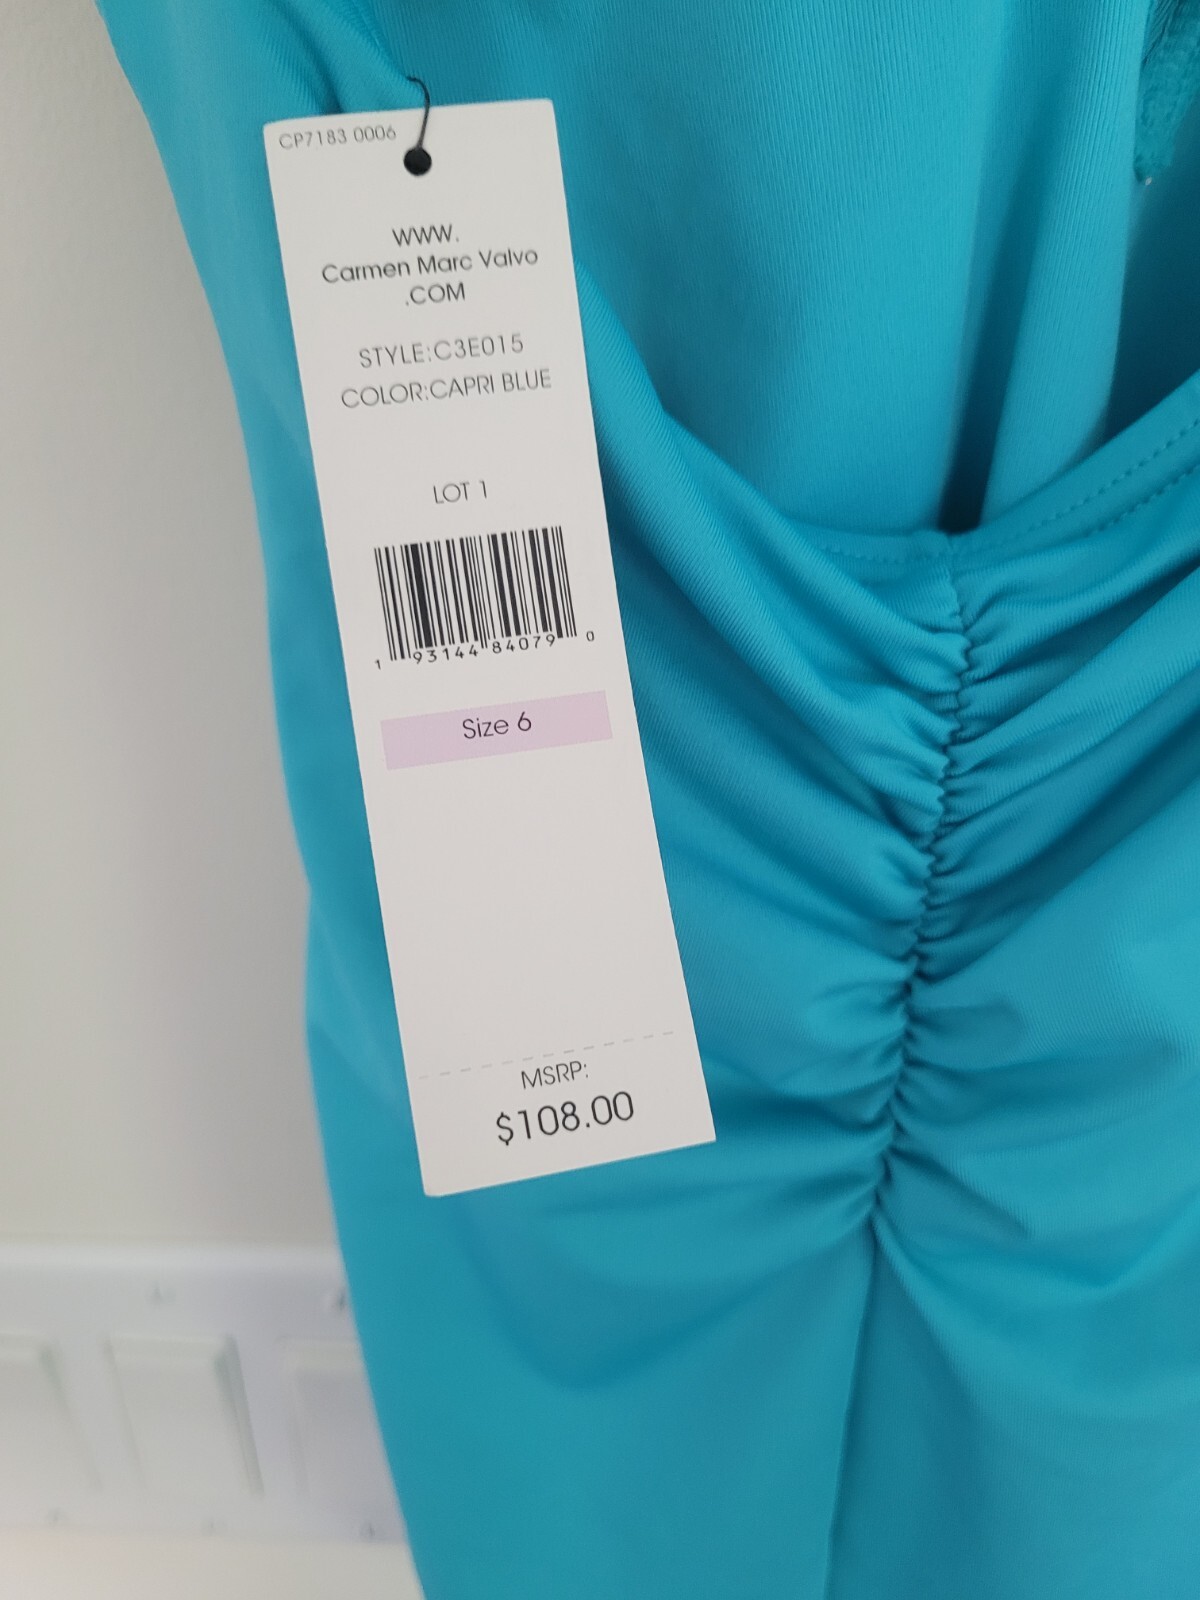 CP7183 0006
WWW.
Carmen Marc Valvo
.COM
STYLE:C3E015
COLOR:CAPRI BLUE
LOT 1
1 93144 84079 0
Size 6
MSRP:
$108.00